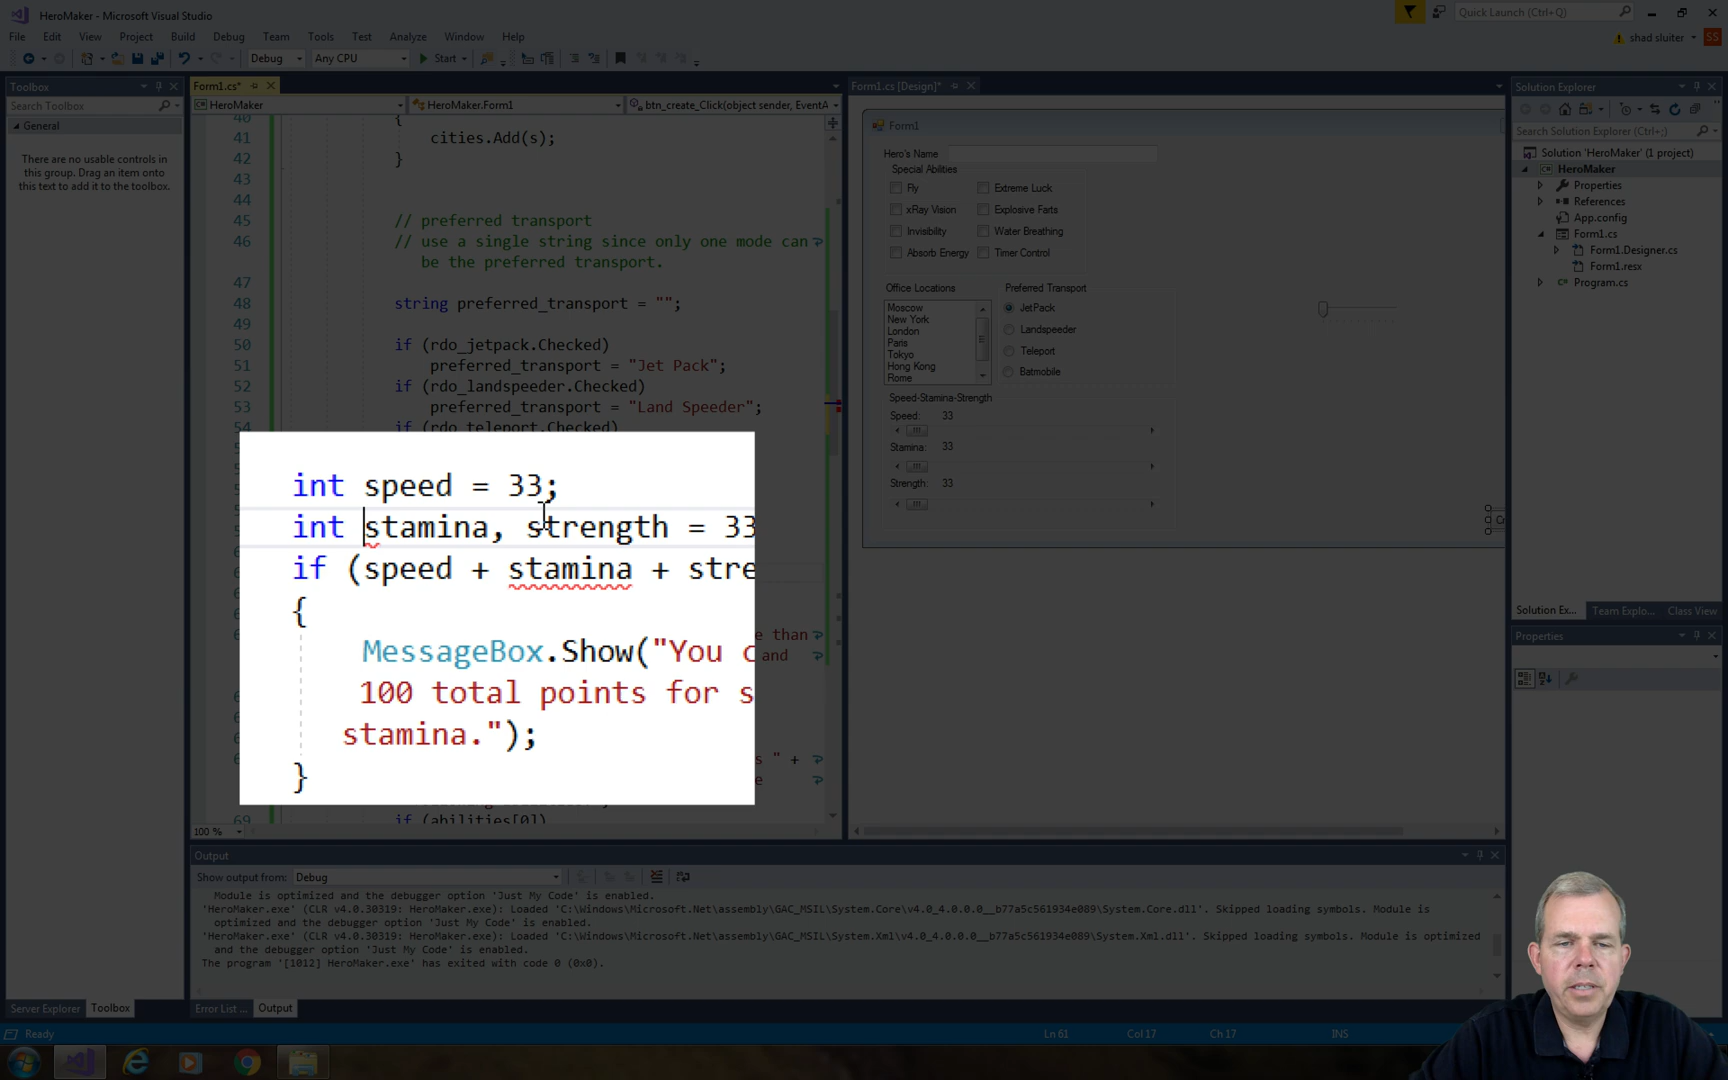 HeroMaker - Microsoft Visual Studio
Quick Launch (Ctrl+Q)
File Edit View Project Build Debug Team Tools Test Analyze Window Help
shad sluiter SS
Debug Any CPU Start
Toolbox
Search Toolbox
General
There are no usable controls in
this group. Drag an item onto
this text to add it to the toolbox.
Form1.cs*
HeroMaker HeroMaker.Form1 btn_create_Click(object sender, EventA
40 {
41 cities.Add(s);
42 }
43
44
45 // preferred transport
46 // use a single string since only one mode can
be the preferred transport.
47
48 string preferred_transport = "";
49
50 if (rdo_jetpack.Checked)
51 preferred_transport = "Jet Pack";
52 if (rdo_landspeeder.Checked)
53 preferred_transport = "Land Speeder";
if (rdo_teleport.Checked)
int speed = 33;
int stamina, strength = 33
if (speed + stamina + stre
{
MessageBox.Show("You c
100 total points for s
stamina.");
}
e than
and
s " +
e
69 if (abilities[0])
100 %
Form1.cs [Design]*
Form1
Hero's Name
Special Abilities
Fly Extreme Luck
xRay Vision Explosive Farts
Invisibility Water Breathing
Absorb Energy Timer Control
Office Locations
Moscow
New York
London
Paris
Tokyo
Hong Kong
Rome
Preferred Transport
JetPack
Landspeeder
Teleport
Batmobile
Speed-Stamina-Strength
Speed: 33
Stamina: 33
Strength: 33
Solution Explorer
Search Solution Explorer (Ctrl+;)
Solution 'HeroMaker' (1 project)
HeroMaker
Properties
References
App.config
Form1.cs
Form1.Designer.cs
Form1.resx
Program.cs
Solution Ex... Team Explo... Class View
Properties
Output
Show output from: Debug
Module is optimized and the debugger option 'Just My Code' is enabled.
'HeroMaker.exe' (CLR v4.0.30319: HeroMaker.exe): Loaded 'C:\Windows\Microsoft.Net\assembly\GAC_MSIL\System.Core\v4.0_4.0.0.0__b77a5c561934e089\System.Core.dll'. Skipped loading symbols. Module is
optimized and the debugger option 'Just My Code' is enabled.
'HeroMaker.exe' (CLR v4.0.30319: HeroMaker.exe): Loaded 'C:\Windows\Microsoft.Net\assembly\GAC_MSIL\System.Xml\v4.0_4.0.0.0__b77a5c561934e089\System.Xml.dll'. Skipped loading symbols. Module is optimized
and the debugger option 'Just My Code' is enabled.
The program '[1012] HeroMaker.exe' has exited with code 0 (0x0).
Server Explorer Toolbox Error List ... Output
Ready Ln 61 Col 17 Ch 17 INS